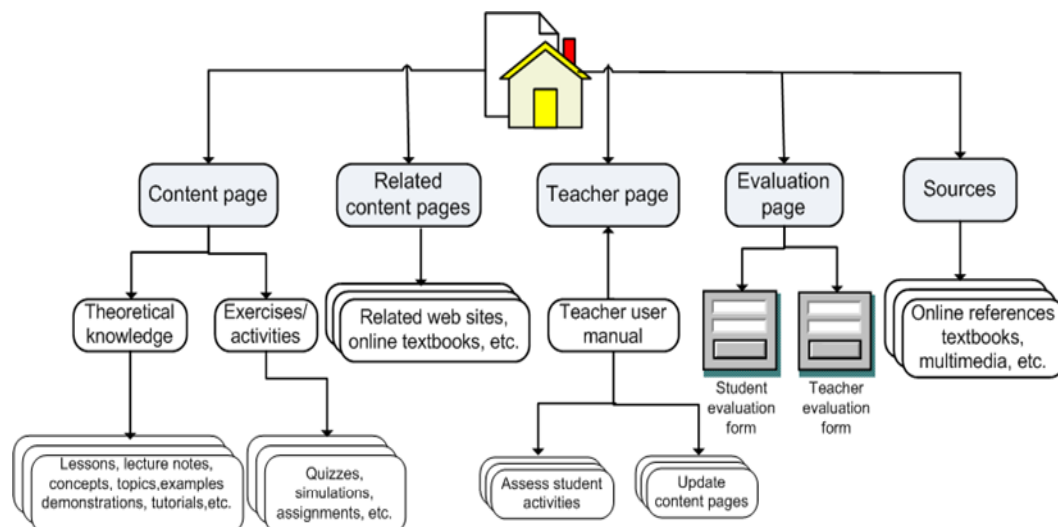 Content page
Related
content pages
Teacher page
Evaluation
page
Sources
Theoretical
knowledge
Exercises/
activities
Related web sites,
online textbooks, etc.
Teacher user
manual
Student
evaluation
form
Teacher
evaluation
form
Online references
textbooks,
multimedia, etc.
Lessons, lecture notes,
concepts, topics,examples
demonstrations, tutorials,etc.
Quizzes,
simulations,
assignments, etc.
Assess student
activities
Update
content pages